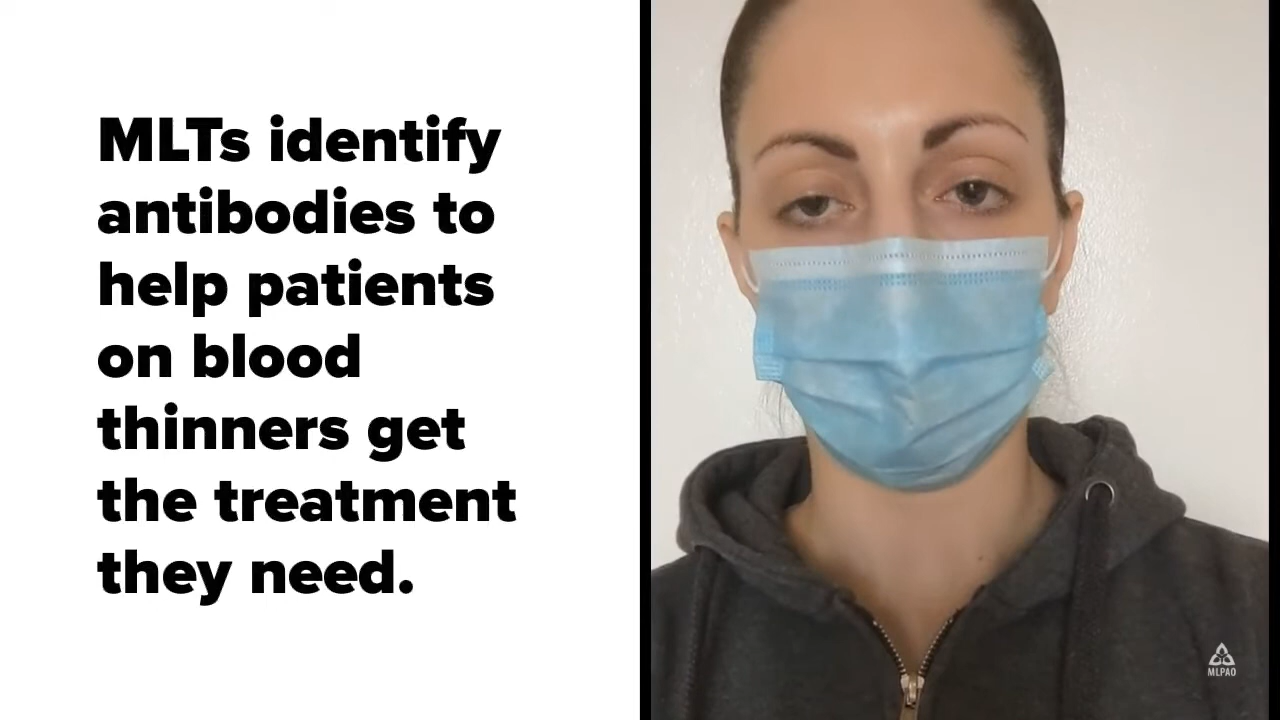 MLTs identify
antibodies to
help patients
on blood
thinners get
the treatment
they need.
MLPAO